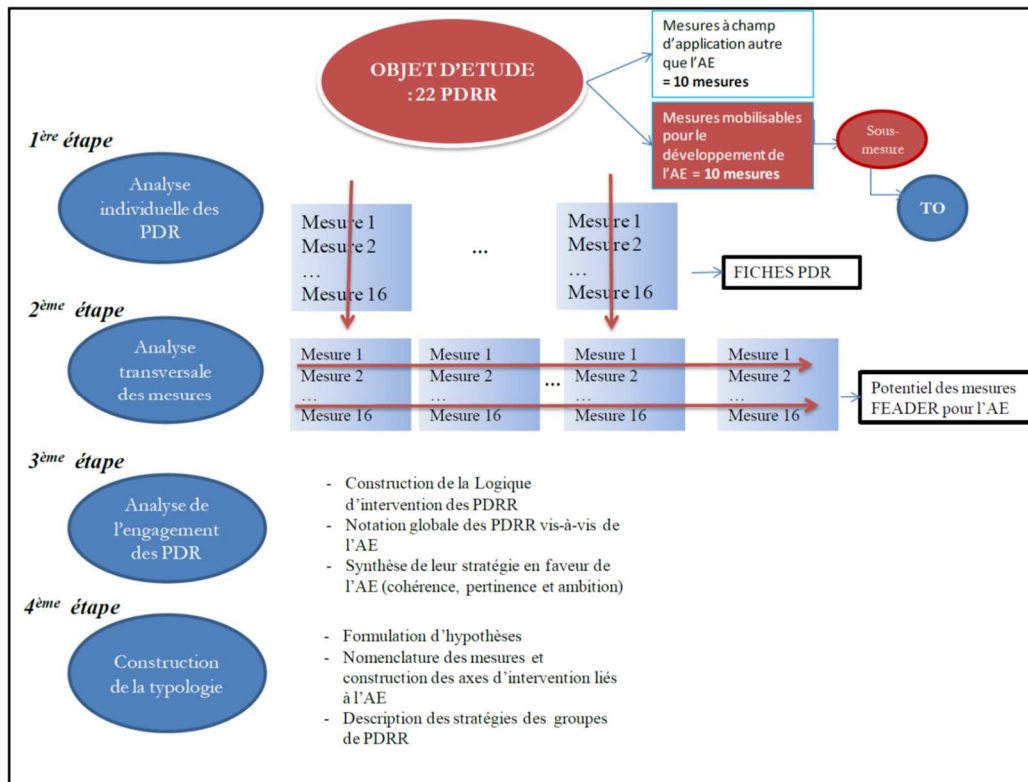 OBJET D'ETUDE
: 22 PDRR
Mesures à champ
d'application autre
que l'AE
= 10 mesures
Mesures mobilisables
pour le
développement de
l'AE = 10 mesures
Sous-
mesure
TO
1ère étape
Analyse
individuelle des
PDR
Mesure 1
Mesure 2
…
Mesure 16
...
Mesure 1
Mesure 2
…
Mesure 16
FICHES PDR
2ème étape
Analyse
transversale
des mesures
Mesure 1
Mesure 2
…
Mesure 16
Mesure 1
Mesure 2
…
Mesure 16
...
Mesure 1
Mesure 2
…
Mesure 16
Mesure 1
Mesure 2
…
Mesure 16
Potentiel des mesures
FEADER pour l'AE
3ème étape
Analyse de
l'engagement
des PDR
- Construction de la Logique
d'intervention des PDRR
- Notation globale des PDRR vis-à-vis de
l'AE
- Synthèse de leur stratégie en faveur de
l'AE (cohérence, pertinence et ambition)
4ème étape
Construction
de la typologie
- Formulation d'hypothèses
- Nomenclature des mesures et
construction des axes d'intervention liés
à l'AE
- Description des stratégies des groupes
de PDRR